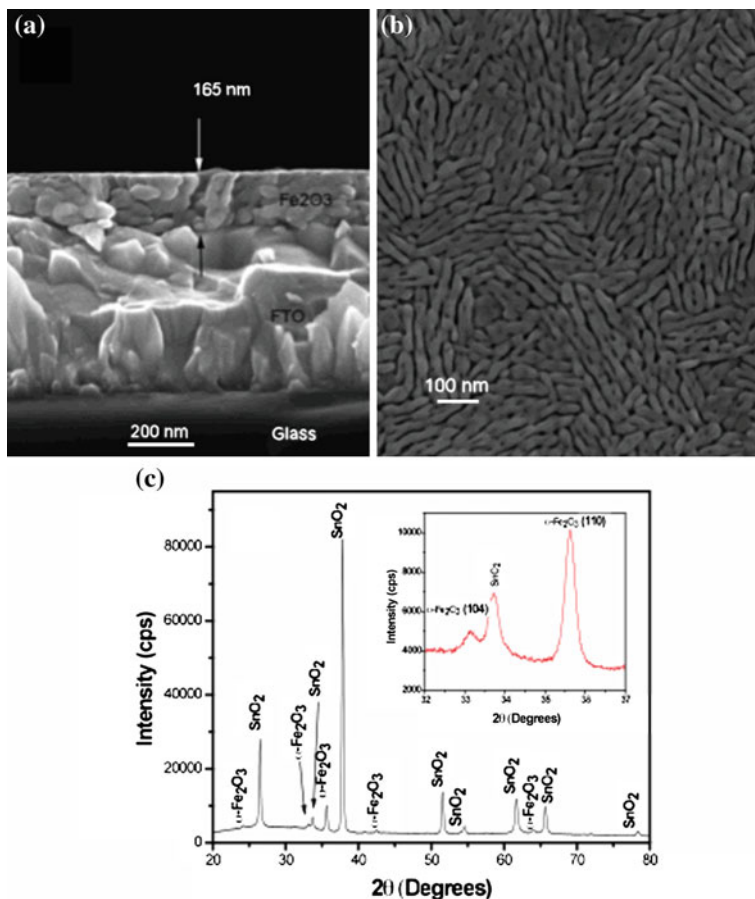 (a)
165 nm
Fe2O3
FTO
200 nm
Glass
(b)
100 nm
(c)
Intensity (cps)
80000
60000
40000
20000
0
20
30
40
50
60
70
80
2θ (Degrees)
α-Fe₂O₃
SnO₂
α-Fe₂O₃
SnO₂
α-Fe₂O₃
SnO₂
α-Fe₂O₃
SnO₂
SnO₂
SnO₂
α-Fe₂O₃
SnO₂
SnO₂
Intensity (cps)
10000
8000
6000
4000
2000
32
33
34
35
36
37
2θ (Degrees)
α-Fe₂O₃ (104)
SnO₂
α-Fe₂O₃ (110)